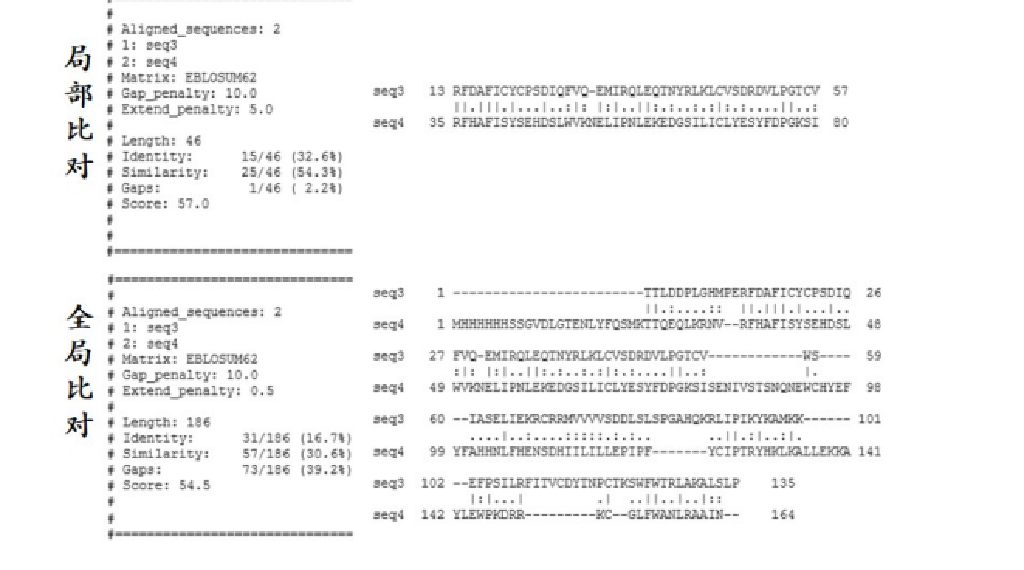 局部比对
#
# Aligned_sequences: 2
# 1: seq3
# 2: seq4
# Matrix: EBLOSUM62
# Gap_penalty: 10.0
# Extend_penalty: 5.0
#
# Length: 46
# Identity: 15/46 (32.6%)
# Similarity: 25/46 (54.3%)
# Gaps: 1/46 ( 2.2%)
# Score: 57.0
#
#
#=======================================
seq3 13 RFDAFICYCPSDIQFVQ-EMIRQLEQTNYRLKLCVSDRDVLPGTCV 57
||.|||.|...|..:|: |:|..|:...
seq4 35 RFHAFISYSEHDSLWVKNELIPNLEKEDGSILICLYESYFDPGKSI 80
全局比对
#=======================================
#
# Aligned_sequences: 2
# 1: seq3
# 2: seq4
# Matrix: EBLOSUM62
# Gap_penalty: 10.0
# Extend_penalty: 0.5
#
# Length: 186
# Identity: 31/186 (16.7%)
# Similarity: 57/186 (30.6%)
# Gaps: 73/186 (39.2%)
# Score: 54.5
#
#
#=======================================
seq3 1 -----------------------TTLDDPLGHMPERFDAFICYCPSDIQ 26
seq4 1 MHHHHHHSSGVDLGTENLYFQSMKTTQEQLKRNV--RFHAFISYSEHDSL 48
seq3 27 FVQ-EMIRQLEQTNYRLKLCVSDRDVLPGTCV------------WS---- 59
seq4 49 WVKNELIPNLEKEDGSILICLYESYFDPGKSISENIVSTSNQNEWCHYEF 98
seq3 60 --IASELIEKRCRRMVVVVSDDLSLSPGAHQKRLIPIKYKAMKK------ 101
seq4 99 YFAHHNLFHENSDHIILILLEPIPF-------YCIPTRYHKLKALLEKKA 141
seq3 102 --EFPSILRFITVCDYTNPCTKSWFWTRLAKALSLP 135
seq4 142 YLEWPKDRR---------KC--GLFWANLRAAIN-- 164